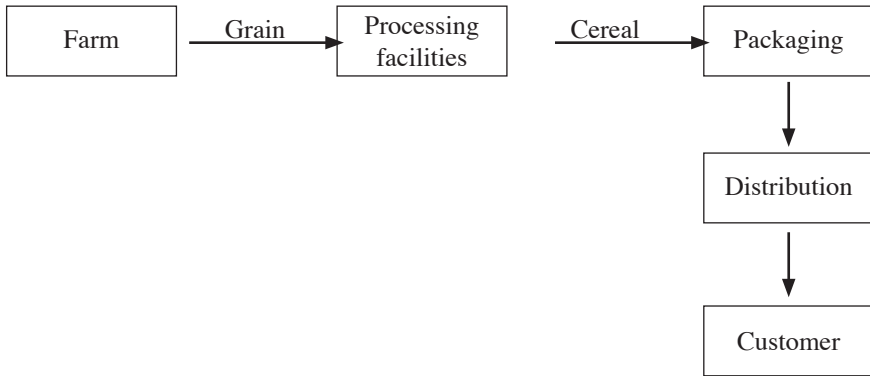 Farm
Grain
Processing
facilities
Cereal
Packaging
Distribution
Customer